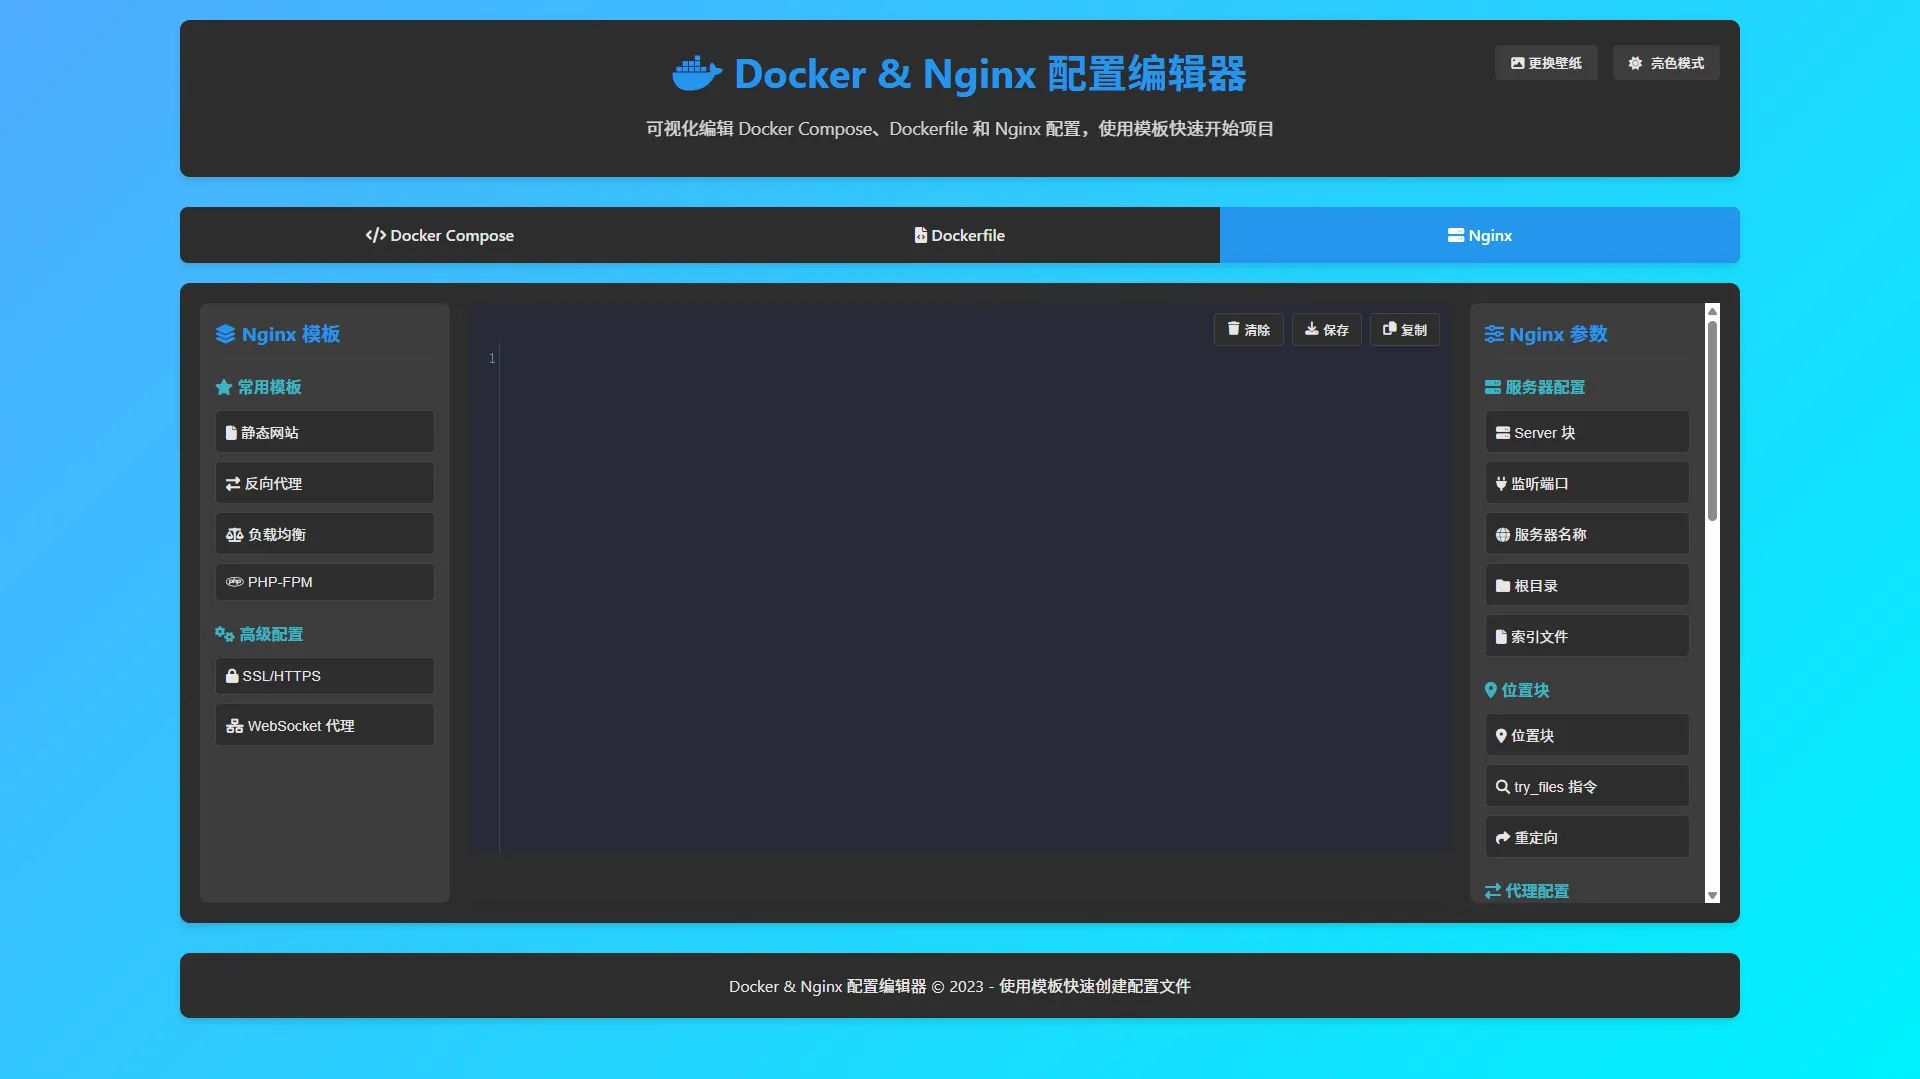 Docker & Nginx 配置编辑器
更换壁纸
亮色模式
可视化编辑 Docker Compose、Dockerfile 和 Nginx 配置，使用模板快速开始项目
Docker Compose
Dockerfile
Nginx
Nginx 模板
常用模板
静态网站
反向代理
负载均衡
PHP-FPM
高级配置
SSL/HTTPS
WebSocket 代理
清除
保存
复制
1
Nginx 参数
服务器配置
Server 块
监听端口
服务器名称
根目录
索引文件
位置块
位置块
try_files 指令
重定向
代理配置
Docker & Nginx 配置编辑器 © 2023 - 使用模板快速创建配置文件